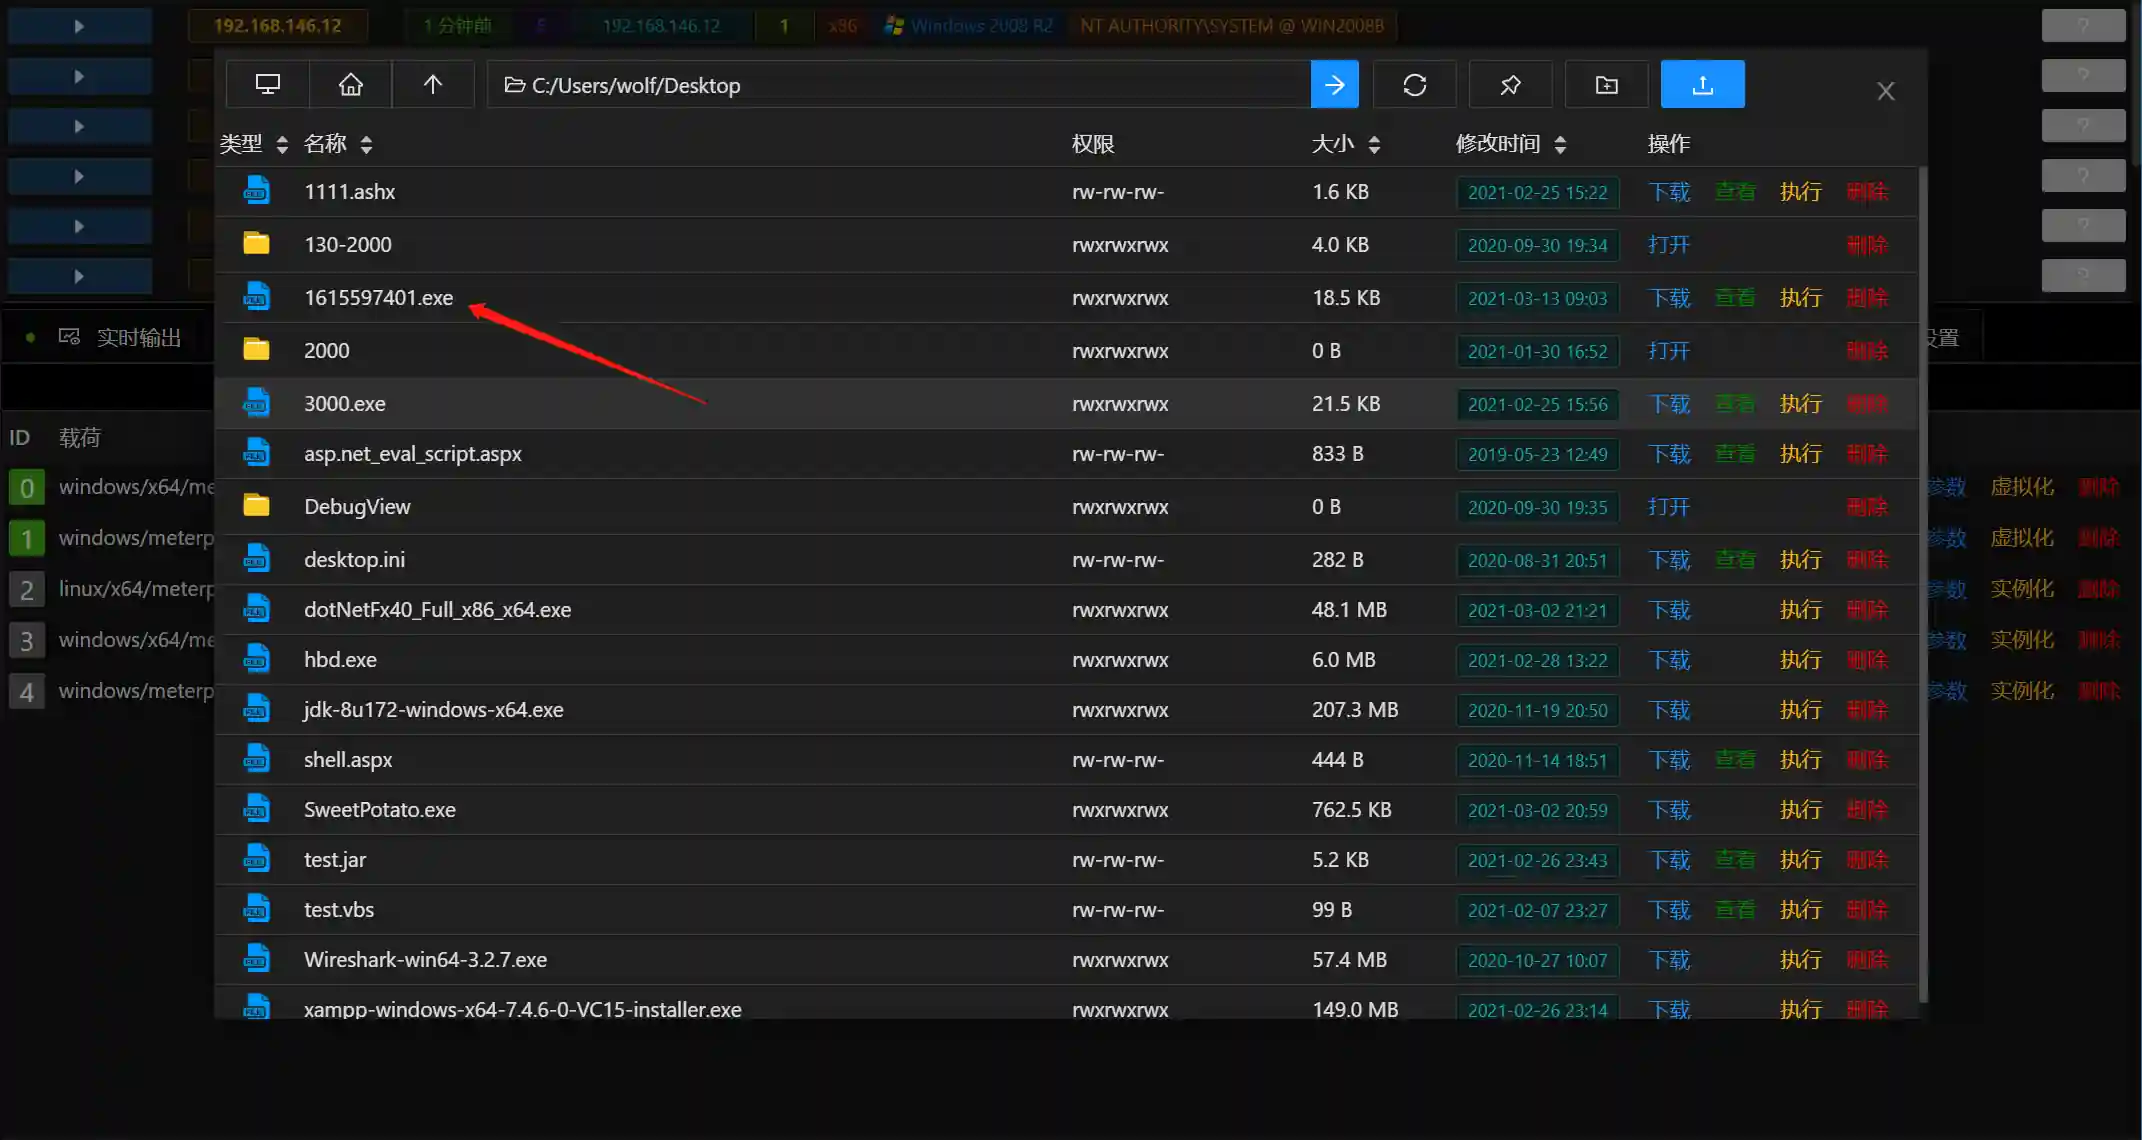 192.168.146.12 1 分钟前 5 192.168.146.12 1 x86 Windows 2008 R2 NT AUTHORITY\SYSTEM @ WIN2008B ?
C:/Users/wolf/Desktop X
类型 名称 权限 大小 修改时间 操作
1111.ashx rw-rw-rw- 1.6 KB 2021-02-25 15:22 下载 查看 执行 删除
130-2000 rwxrwxrwx 4.0 KB 2020-09-30 19:34 打开 删除
1615597401.exe rwxrwxrwx 18.5 KB 2021-03-13 09:03 下载 查看 执行 删除
实时输出 设置
2000 rwxrwxrwx 0 B 2021-01-30 16:52 打开 删除
3000.exe rwxrwxrwx 21.5 KB 2021-02-25 15:56 下载 查看 执行 删除
ID 载荷
asp.net_eval_script.aspx rw-rw-rw- 833 B 2019-05-23 12:49 下载 查看 执行 删除
0 windows/x64/me 参数 虚拟化 删除
DebugView rwxrwxrwx 0 B 2020-09-30 19:35 打开 删除
1 windows/meterp 参数 虚拟化 删除
desktop.ini rw-rw-rw- 282 B 2020-08-31 20:51 下载 查看 执行 删除
2 linux/x64/meterp 参数 实例化 删除
dotNetFx40_Full_x86_x64.exe rwxrwxrwx 48.1 MB 2021-03-02 21:21 下载 执行 删除
3 windows/x64/me 参数 实例化 删除
hbd.exe rwxrwxrwx 6.0 MB 2021-02-28 13:22 下载 执行 删除
4 windows/meterp 参数 实例化 删除
jdk-8u172-windows-x64.exe rwxrwxrwx 207.3 MB 2020-11-19 20:50 下载 执行 删除
shell.aspx rw-rw-rw- 444 B 2020-11-14 18:51 下载 查看 执行 删除
SweetPotato.exe rwxrwxrwx 762.5 KB 2021-03-02 20:59 下载 执行 删除
test.jar rw-rw-rw- 5.2 KB 2021-02-26 23:43 下载 查看 执行 删除
test.vbs rw-rw-rw- 99 B 2021-02-07 23:27 下载 查看 执行 删除
Wireshark-win64-3.2.7.exe rwxrwxrwx 57.4 MB 2020-10-27 10:07 下载 执行 删除
xampp-windows-x64-7.4.6-0-VC15-installer.exe rwxrwxrwx 149.0 MB 2021-02-26 23:14 下载 执行 删除